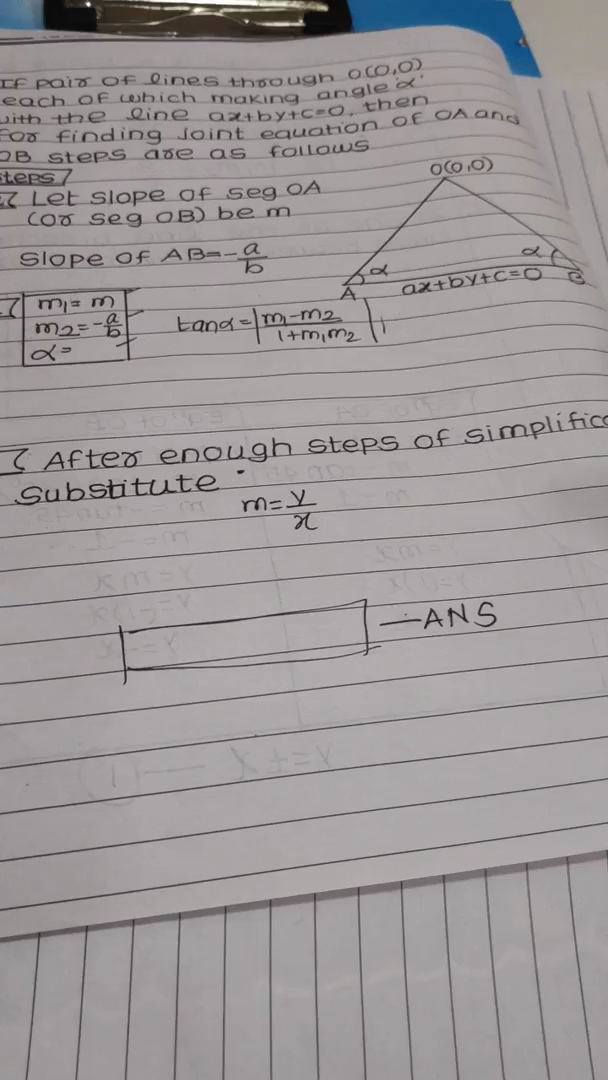 If pair of lines through O(0,0)
each of which making angle 'α'
with the line ax+by+c=0, then
for finding joint equation of OA and
OB steps are as follows
steps/
Let slope of seg OA
(or seg OB) be m
O(0,0)
Slope of AB=-a/b
α
α
A
ax+by+c=0
B
m₁=m
m₂=-a/b
α=
tanα=|m₁-m₂/1+m₁m₂|
After enough steps of simplific
substitute
m=y/x
—ANS